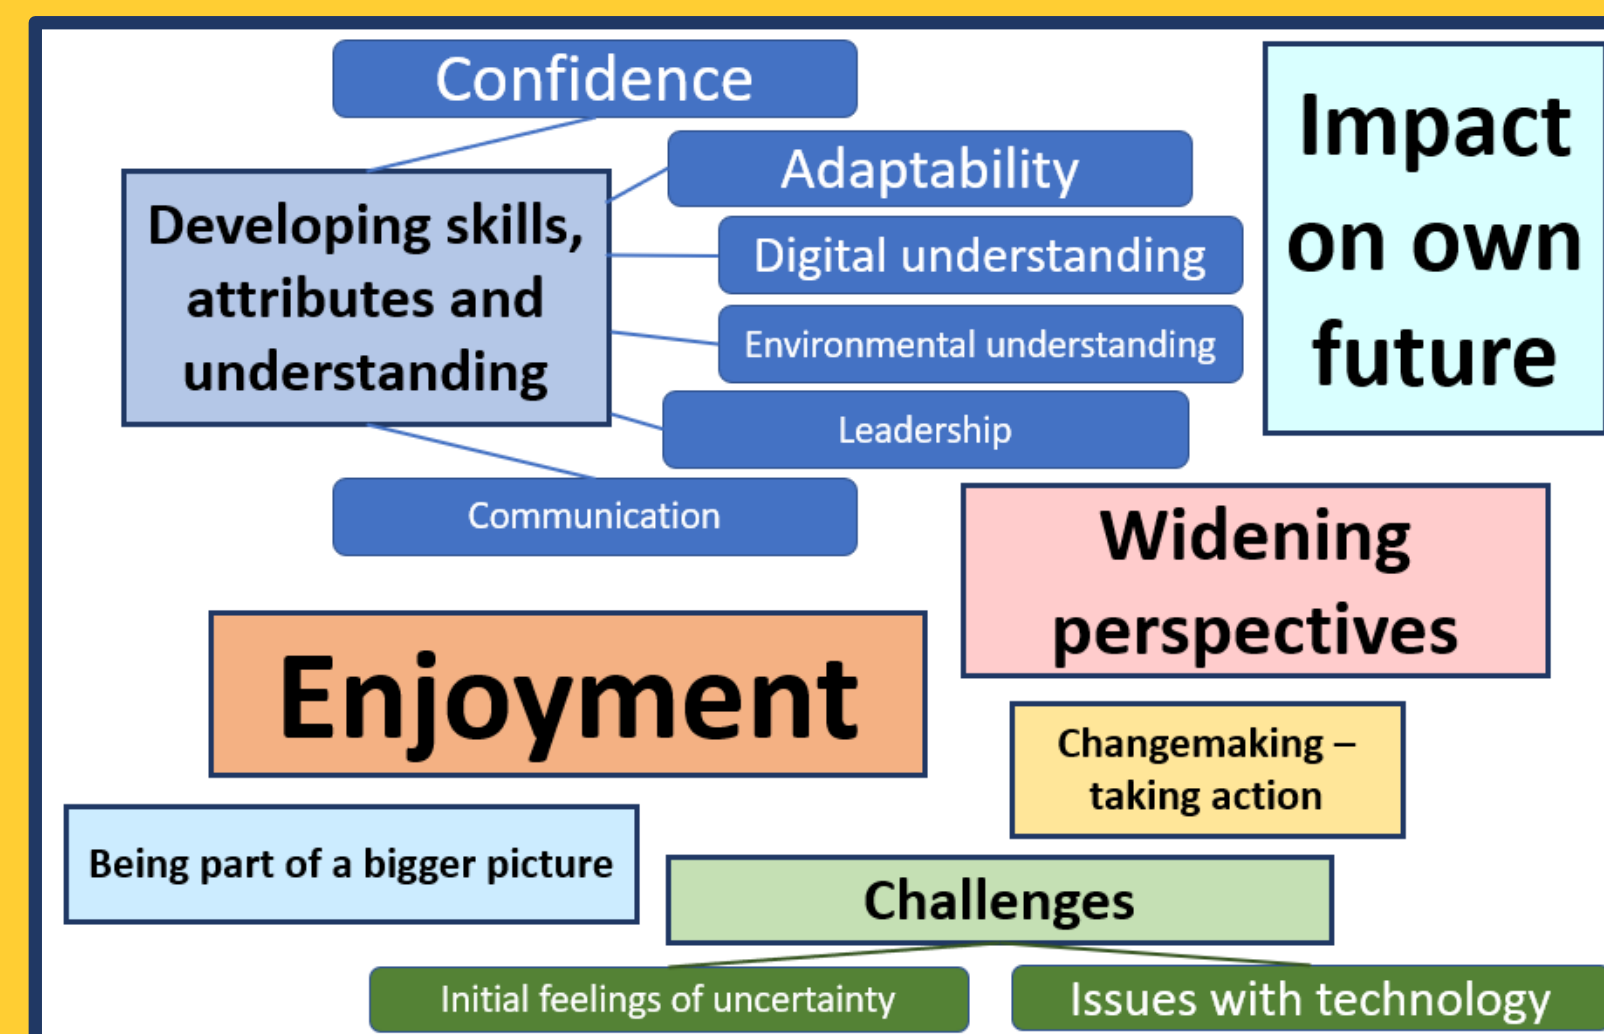 Confidence
Adaptability
Developing skills,
attributes and
understanding
Digital understanding
Environmental understanding
Leadership
Communication
Impact
on own
future
Widening
perspectives
Enjoyment
Changemaking –
taking action
Being part of a bigger picture
Challenges
Initial feelings of uncertainty
Issues with technology